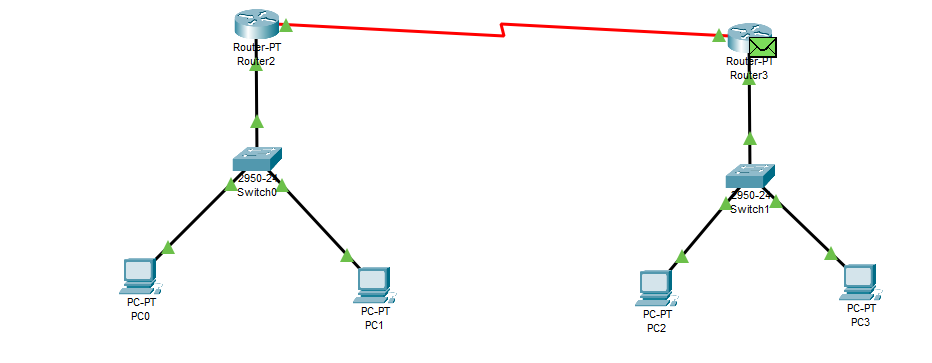 Router-PT
Router2
Router-PT
Router3
2950-24
Switch0
2950-24
Switch1
PC-PT
PC0
PC-PT
PC1
PC-PT
PC2
PC-PT
PC3